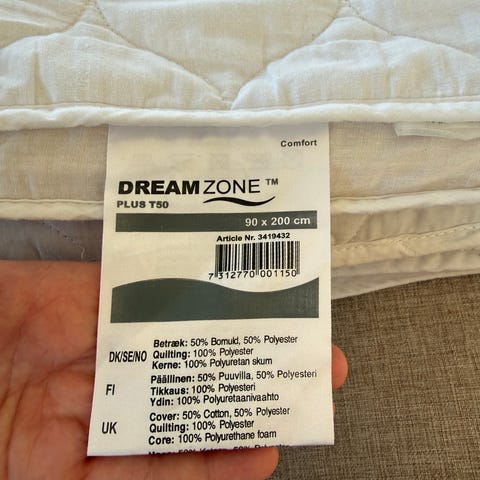 Comfort
DREAMZONE ™
PLUS T50
90 x 200 cm
Article Nr. 3419432
7 312770 001150
Betræk: 50% Bomuld, 50% Polyester
DK/SE/NO Quilting: 100% Polyester
Kerne: 100% Polyuretan skum
Päällinen: 50% Puuvilla, 50% Polyesteri
FI Tikkaus: 100% Polyesteri
Ydin: 100% Polyuretaanivaahto
Cover: 50% Cotton, 50% Polyester
UK Quilting: 100% Polyester
Core: 100% Polyurethane foam